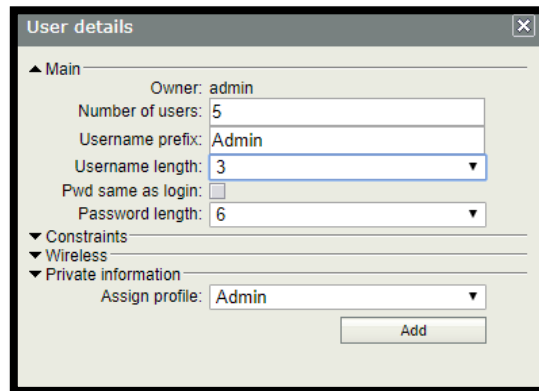 User details
Main
Owner: admin
Number of users: 5
Username prefix: Admin
Username length: 3
Pwd same as login:
Password length: 6
Constraints
Wireless
Private information
Assign profile: Admin
Add